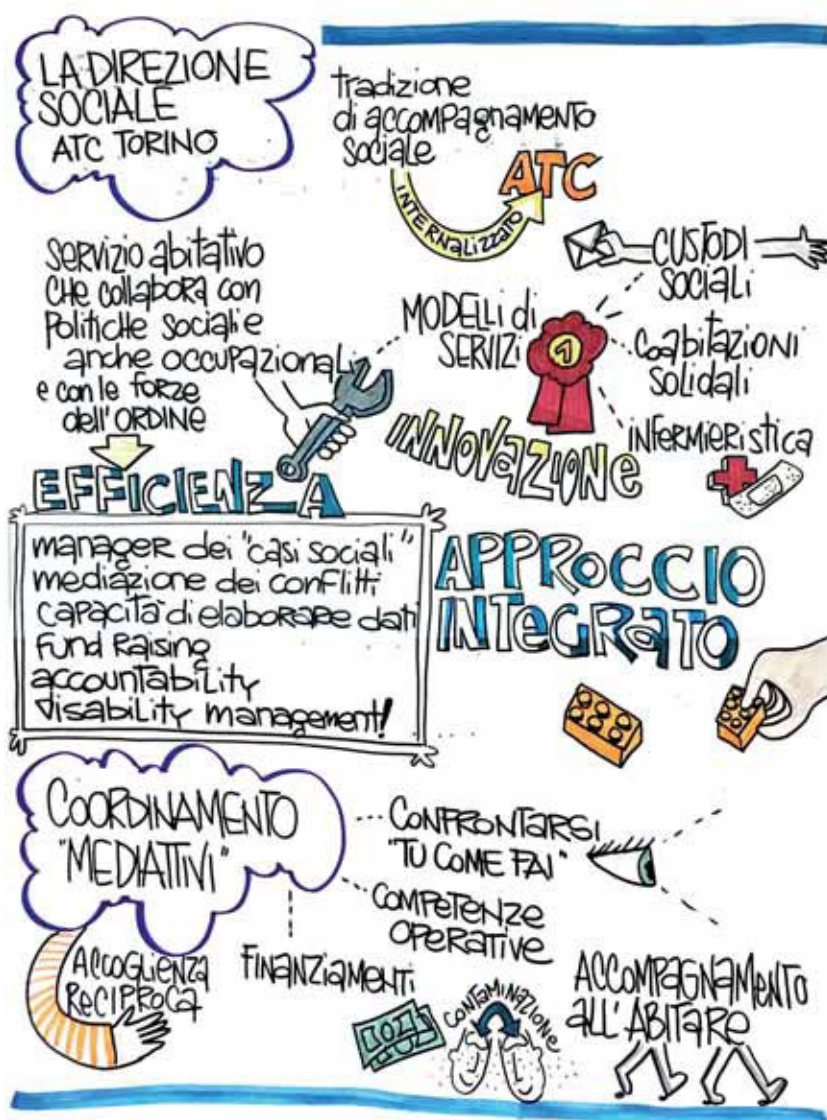 LA DIREZIONE
SOCIALE
ATC TORINO
tradizione
di accompagnamento
sociale
INTERNALIZZATO
ATC
SERVIZIO abitativo
CHE collabora con
Politiche sociali e
anche occupazionali
e con le FORZE
dell'ORDINE
EFFICIENZA
MODELLI di
SERVIZI
1
INNOVAZIONE
CUSTODI
SOCIALI
Coabitazioni
SOLIDALI
INFERMIERISTICA
manager dei "casi sociali"
mediazione dei conflitti
capacità di elaborare dati
Fund Raising
accountability
disability management!
APPROCCIO
INTEGRATO
COORDINAMENTO
"MEDIATTIVI"
CONFRONTARSI
"TU COME FAI"
COMPETENZE
OPERATIVE
FINANZIAMENTI
ACCOGLIENZA
RECIPROCA
CONTAMINAZIONE
ACCOMPAGNAMENTO
ALL'ABITARE